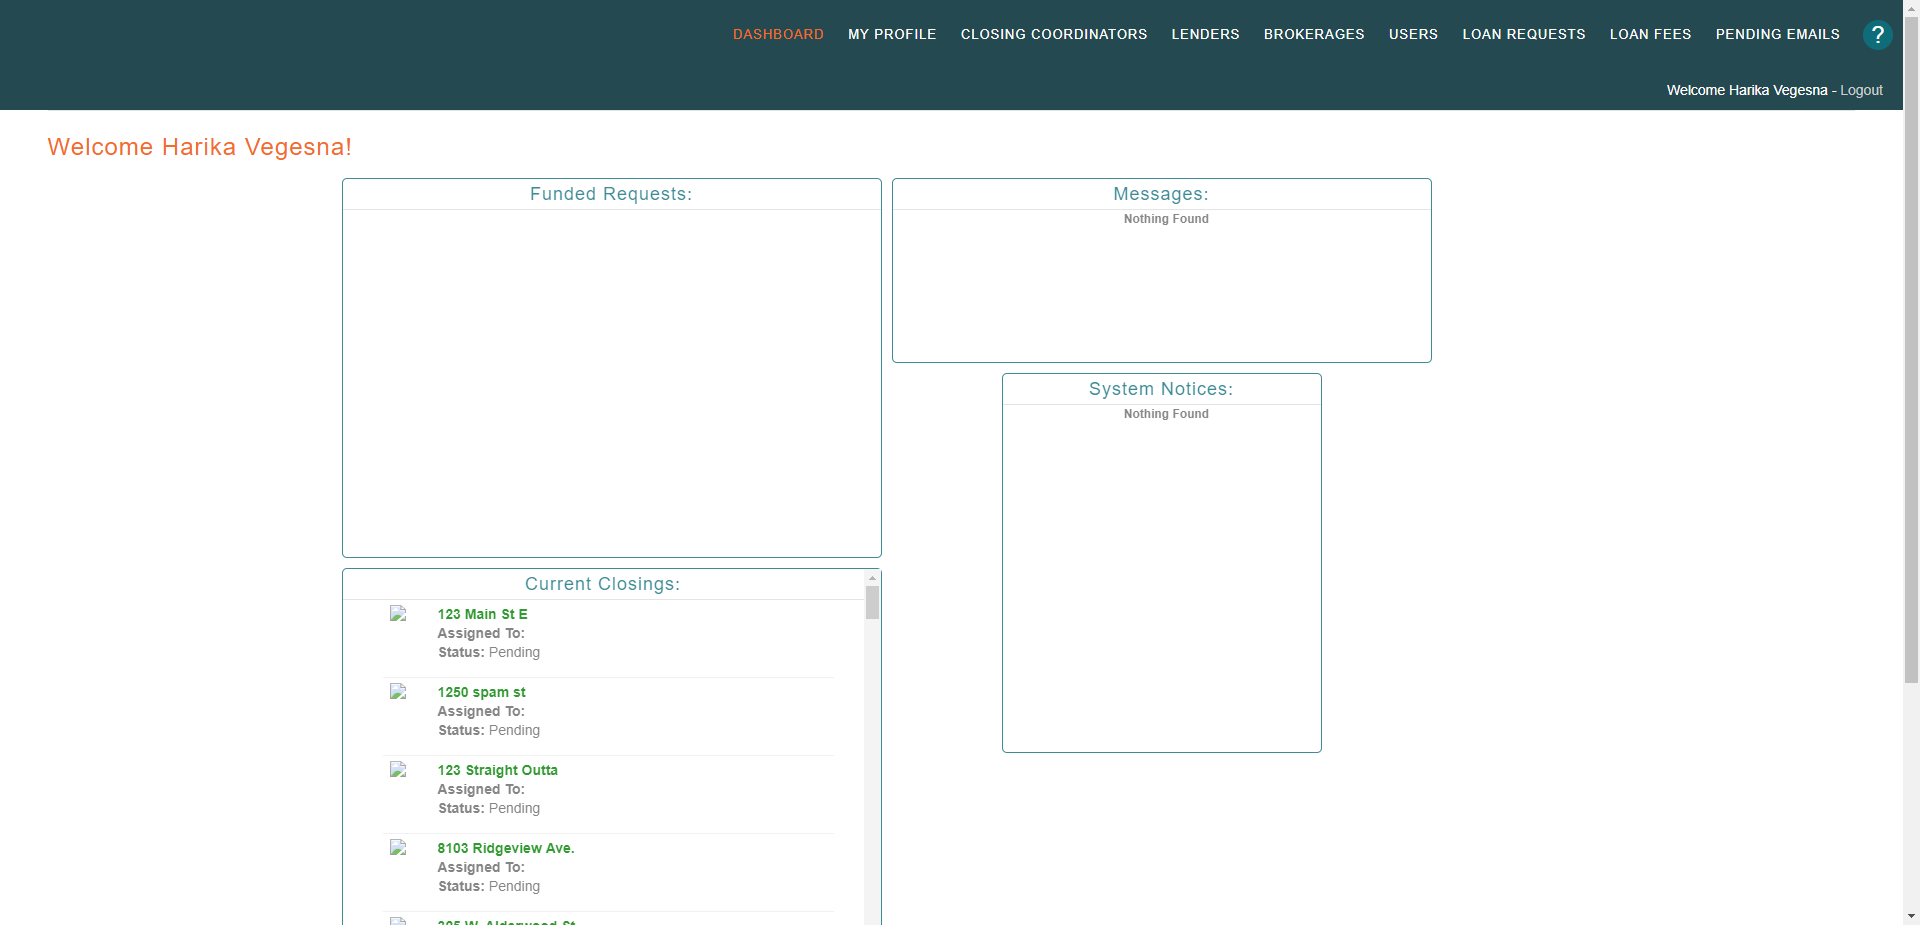 DASHBOARD MY PROFILE CLOSING COORDINATORS LENDERS BROKERAGES USERS LOAN REQUESTS LOAN FEES PENDING EMAILS ?
Welcome Harika Vegesna - Logout
Welcome Harika Vegesna!
Funded Requests:
Messages:
Nothing Found
System Notices:
Nothing Found
Current Closings:
123 Main St E
Assigned To:
Status: Pending
1250 spam st
Assigned To:
Status: Pending
123 Straight Outta
Assigned To:
Status: Pending
8103 Ridgeview Ave.
Assigned To:
Status: Pending